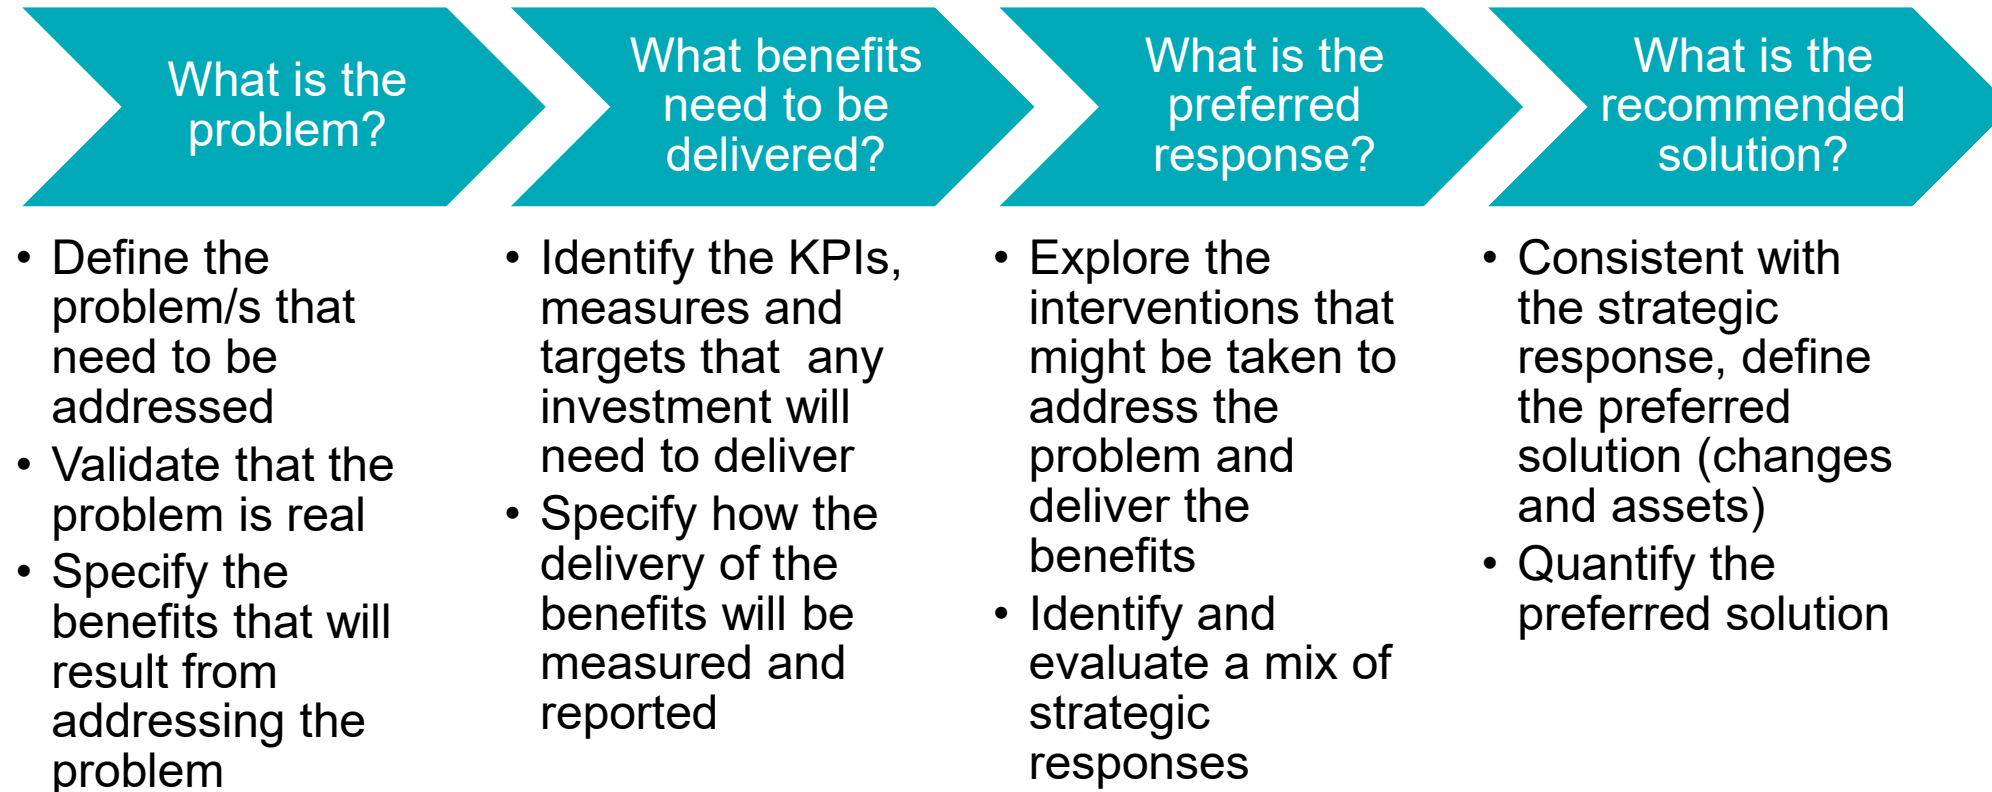 What is the
problem?
What benefits
need to be
delivered?
What is the
preferred
response?
What is the
recommended
solution?
• Define the
problem/s that
need to be
addressed
• Validate that the
problem is real
• Specify the
benefits that will
result from
addressing the
problem
• Identify the KPIs,
measures and
targets that  any
investment will
need to deliver
• Specify how the
delivery of the
benefits will be
measured and
reported
• Explore the
interventions that
might be taken to
address the
problem and
deliver the
benefits
• Identify and
evaluate a mix of
strategic
responses
• Consistent with
the strategic
response, define
the preferred
solution (changes
and assets)
• Quantify the
preferred solution